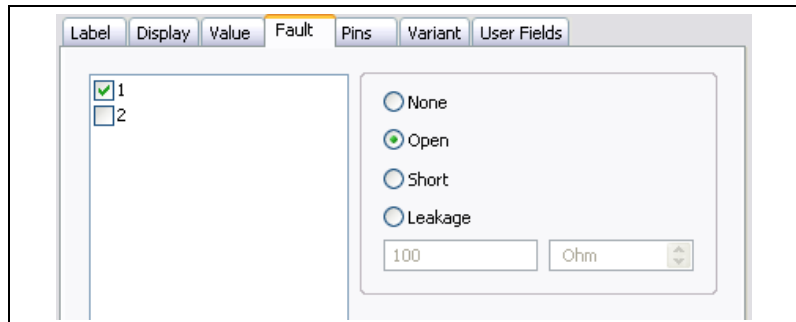 Label Display Value Fault Pins Variant User Fields
1
2
None
Open
Short
Leakage
100 Ohm